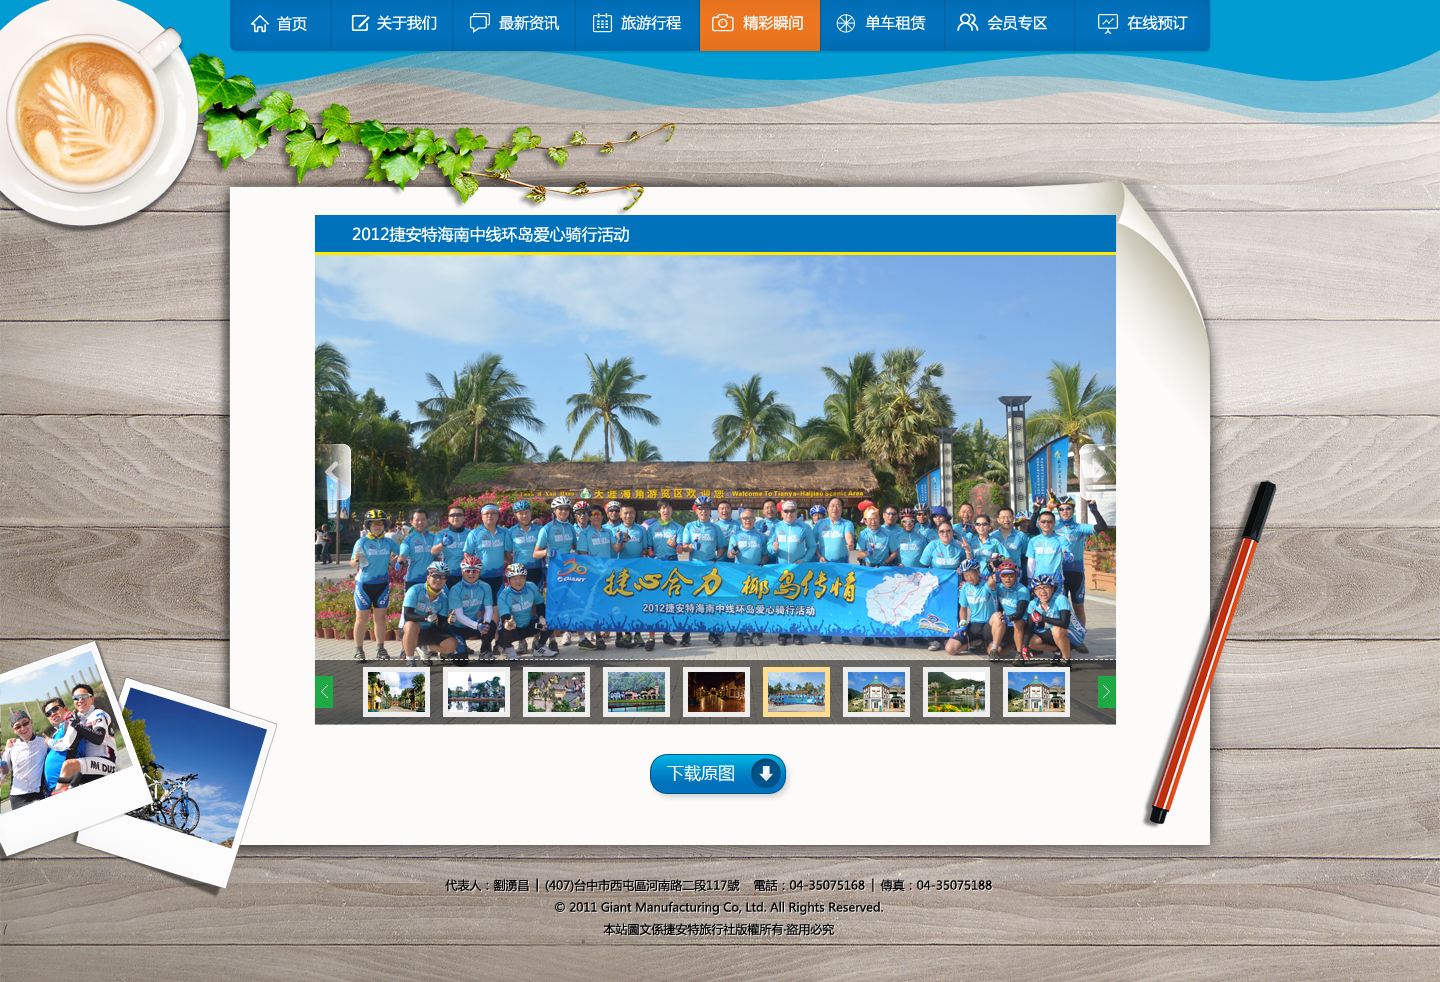 首页 关于我们 最新资讯 旅游行程 精彩瞬间 单车租赁 会员专区 在线预订
2012捷安特海南中线环岛爱心骑行活动
天涯海角游览区欢迎您 Welcome To Tianya-Haijiao Scenic Area
GIANT
捷心合力 椰岛传情
2012捷安特海南中线环岛爱心骑行活动
下载原图
代表人：劉湧昌 | (407)台中市西屯區河南路二段117號 電話：04-35075168 | 傳真：04-35075188
© 2011 Giant Manufacturing Co, Ltd. All Rights Reserved.
本站圖文係捷安特旅行社版權所有·盜用必究